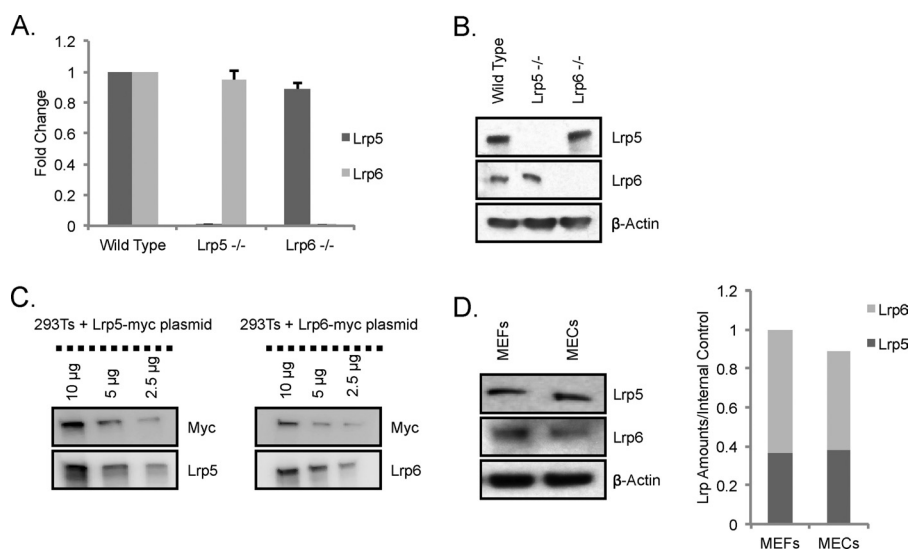 A.
1.2
1
0.8
0.6
0.4
0.2
0
Fold Change
Wild Type
Lrp5 -/-
Lrp6 -/-
Lrp5
Lrp6
B.
Wild Type
Lrp5 -/-
Lrp6 -/-
Lrp5
Lrp6
β-Actin
C.
293Ts + Lrp5-myc plasmid
10 µg
5 µg
2.5 µg
Myc
Lrp5
293Ts + Lrp6-myc plasmid
10 µg
5 µg
2.5 µg
Myc
Lrp6
D.
MEFs
MECs
Lrp5
Lrp6
β-Actin
1.2
1
0.8
0.6
0.4
0.2
0
Lrp Amounts/Internal Control
MEFs
MECs
Lrp6
Lrp5